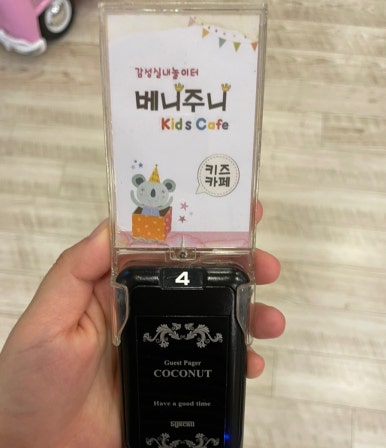 감성실내놀이터
베니주니
Kids Cafe
키즈
카페
4
Guest Pager
COCONUT
Have a good time